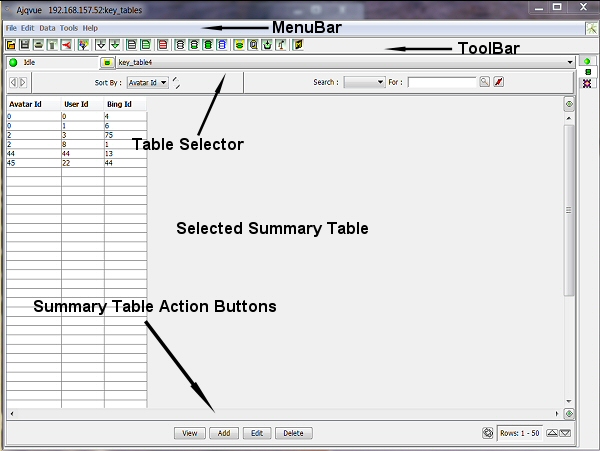 Ajqvue 192.168.157.52:key_tables
File Edit Data Tools Help
MenuBar
ToolBar
Idle key_table4
Sort By : Avatar Id Search : For :
Avatar Id User Id Bing Id
0 0 4
0 1 6
2 3 75
2 8 1
44 44 13
45 22 44
Table Selector
Selected Summary Table
Summary Table Action Buttons
View Add Edit Delete Rows: 1 - 50